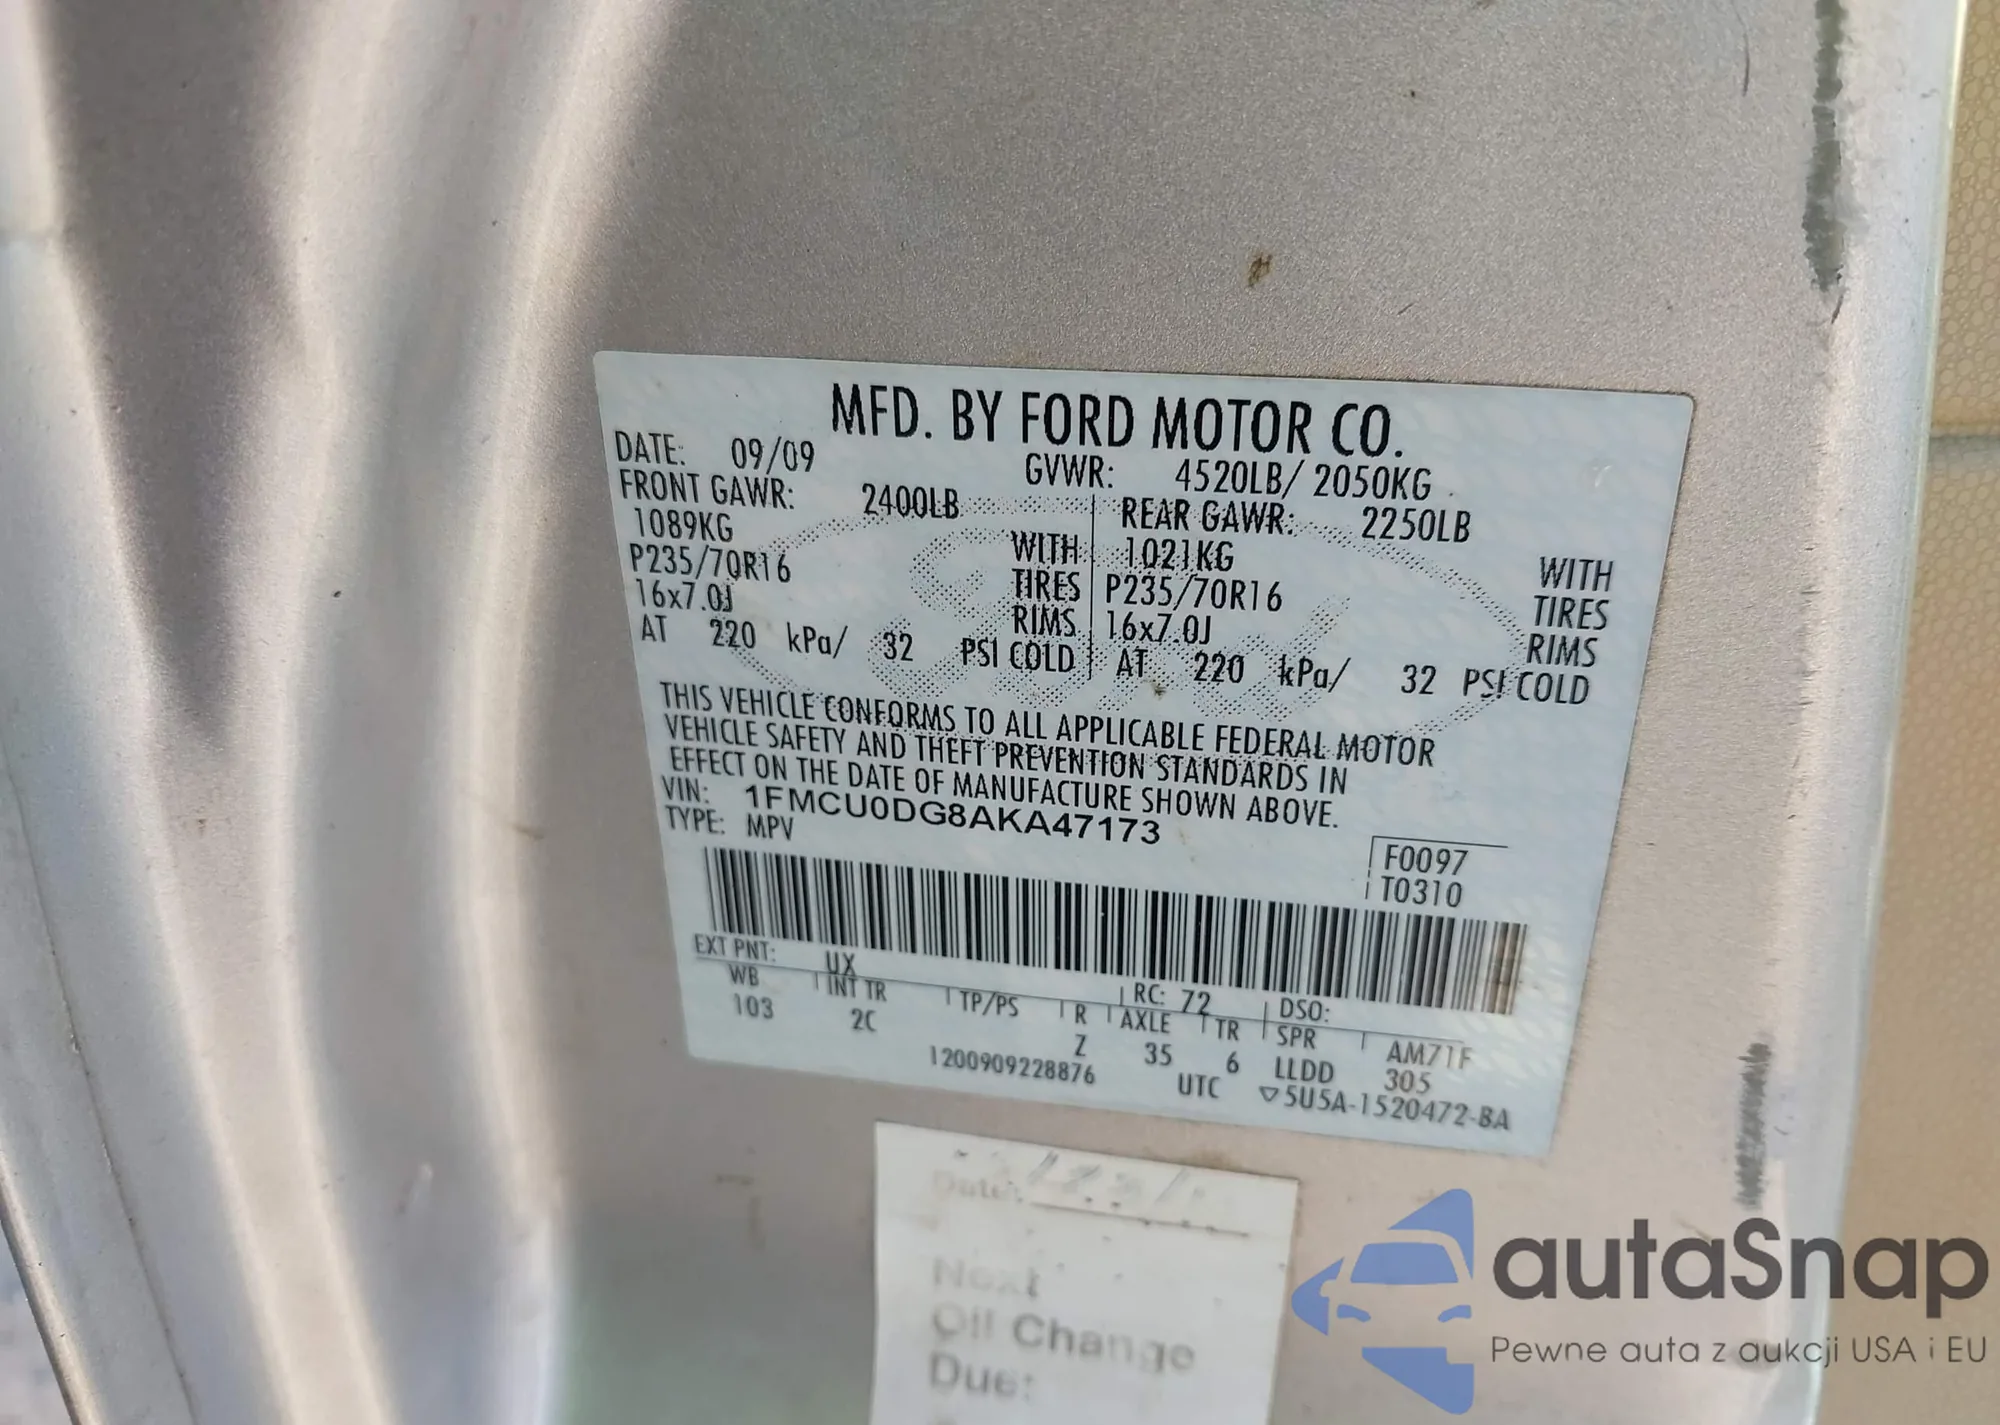 MFD. BY FORD MOTOR CO.
DATE: 09/09 GVWR: 4520LB/ 2050KG
FRONT GAWR: 2400LB REAR GAWR: 2250LB
1089KG WITH 1021KG WITH
P235/70R16 TIRES P235/70R16 TIRES
16x7.0J RIMS 16x7.0J RIMS
AT 220 kPa/ 32 PSI COLD AT 220 kPa/ 32 PSI COLD
THIS VEHICLE CONFORMS TO ALL APPLICABLE FEDERAL MOTOR
VEHICLE SAFETY AND THEFT PREVENTION STANDARDS IN
EFFECT ON THE DATE OF MANUFACTURE SHOWN ABOVE.
VIN: 1FMCU0DG8AKA47173
TYPE: MPV
F0097
T0310
EXT PNT: UX RC: 72 DSO:
WB INT TR TP/PS R AXLE TR SPR AM71F
103 2C Z 35 6 LLDD 305
1200909228876 UTC ▽5U5A-1520472-BA
Date:
Next
Oil Change
Due:
autaSnap
Pewne auta z aukcji USA i EU